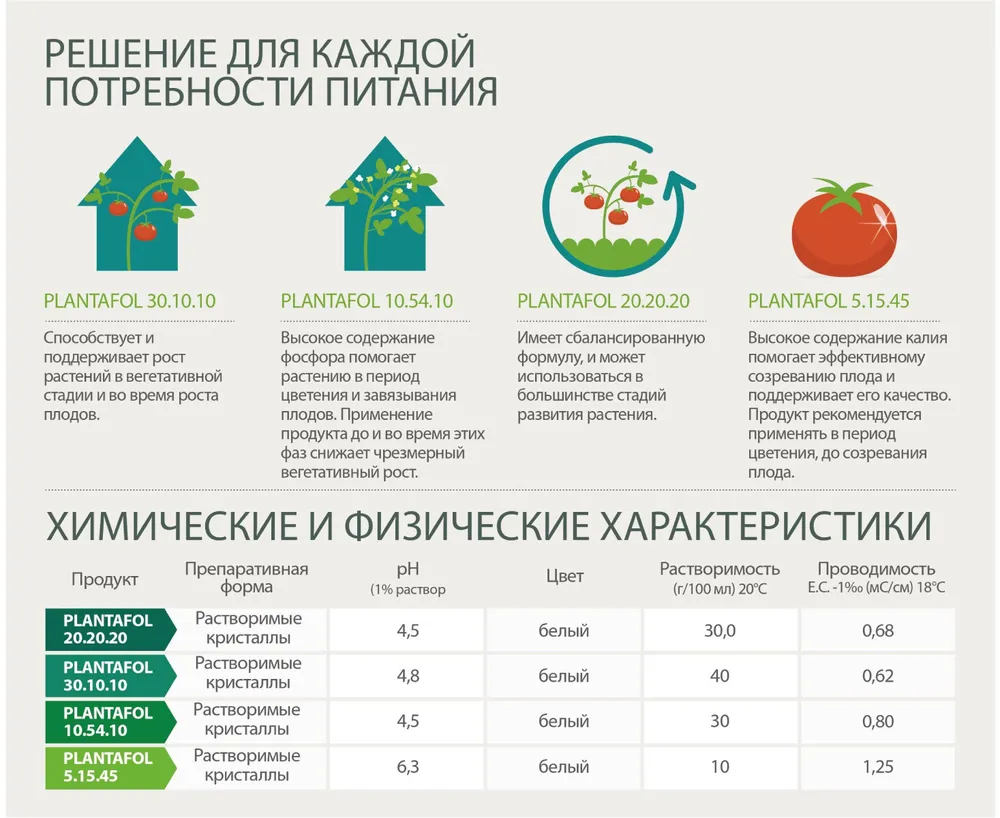 РЕШЕНИЕ ДЛЯ КАЖДОЙ
ПОТРЕБНОСТИ ПИТАНИЯ
PLANTAFOL 30.10.10
Способствует и
поддерживает рост
растений в вегетативной
стадии и во время роста
плодов.
PLANTAFOL 10.54.10
Высокое содержание
фосфора помогает
растению в период
цветения и завязывания
плодов. Применение
продукта до и во время этих
фаз снижает чрезмерный
вегетативный рост.
PLANTAFOL 20.20.20
Имеет сбалансированную
формулу, и может
использоваться в
большинстве стадий
развития растения.
PLANTAFOL 5.15.45
Высокое содержание калия
помогает эффективному
созреванию плода и
поддерживает его качество.
Продукт рекомендуется
применять в период
цветения, до созревания
плода.
ХИМИЧЕСКИЕ И ФИЗИЧЕСКИЕ ХАРАКТЕРИСТИКИ
Продукт
Препаративная
форма
pH
(1% раствор
Цвет
Растворимость
(г/100 мл) 20°C
Проводимость
E.C. -1‰ (мС/см) 18°C
PLANTAFOL
20.20.20
Растворимые
кристаллы
4,5
белый
30,0
0,68
PLANTAFOL
30.10.10
Растворимые
кристаллы
4,8
белый
40
0,62
PLANTAFOL
10.54.10
Растворимые
кристаллы
4,5
белый
30
0,80
PLANTAFOL
5.15.45
Растворимые
кристаллы
6,3
белый
10
1,25